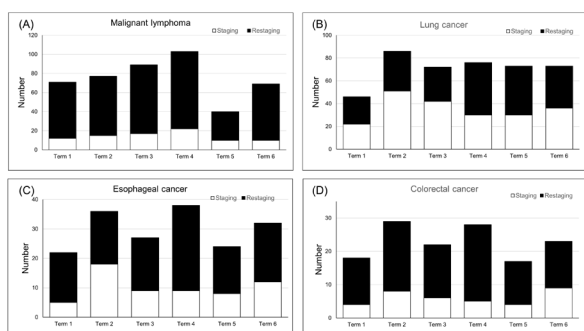 (A)
Malignant lymphoma
Staging Restaging
Number
120
100
80
60
40
20
0
Term 1 Term 2 Term 3 Term 4 Term 5 Term 6
(B)
Lung cancer
Staging Restaging
Number
100
80
60
40
20
0
Term 1 Term 2 Term 3 Term 4 Term 5 Term 6
(C)
Esophageal cancer
Staging Restaging
Number
40
30
20
10
0
Term 1 Term 2 Term 3 Term 4 Term 5 Term 6
(D)
Colorectal cancer
Staging Restaging
Number
30
20
10
0
Term 1 Term 2 Term 3 Term 4 Term 5 Term 6